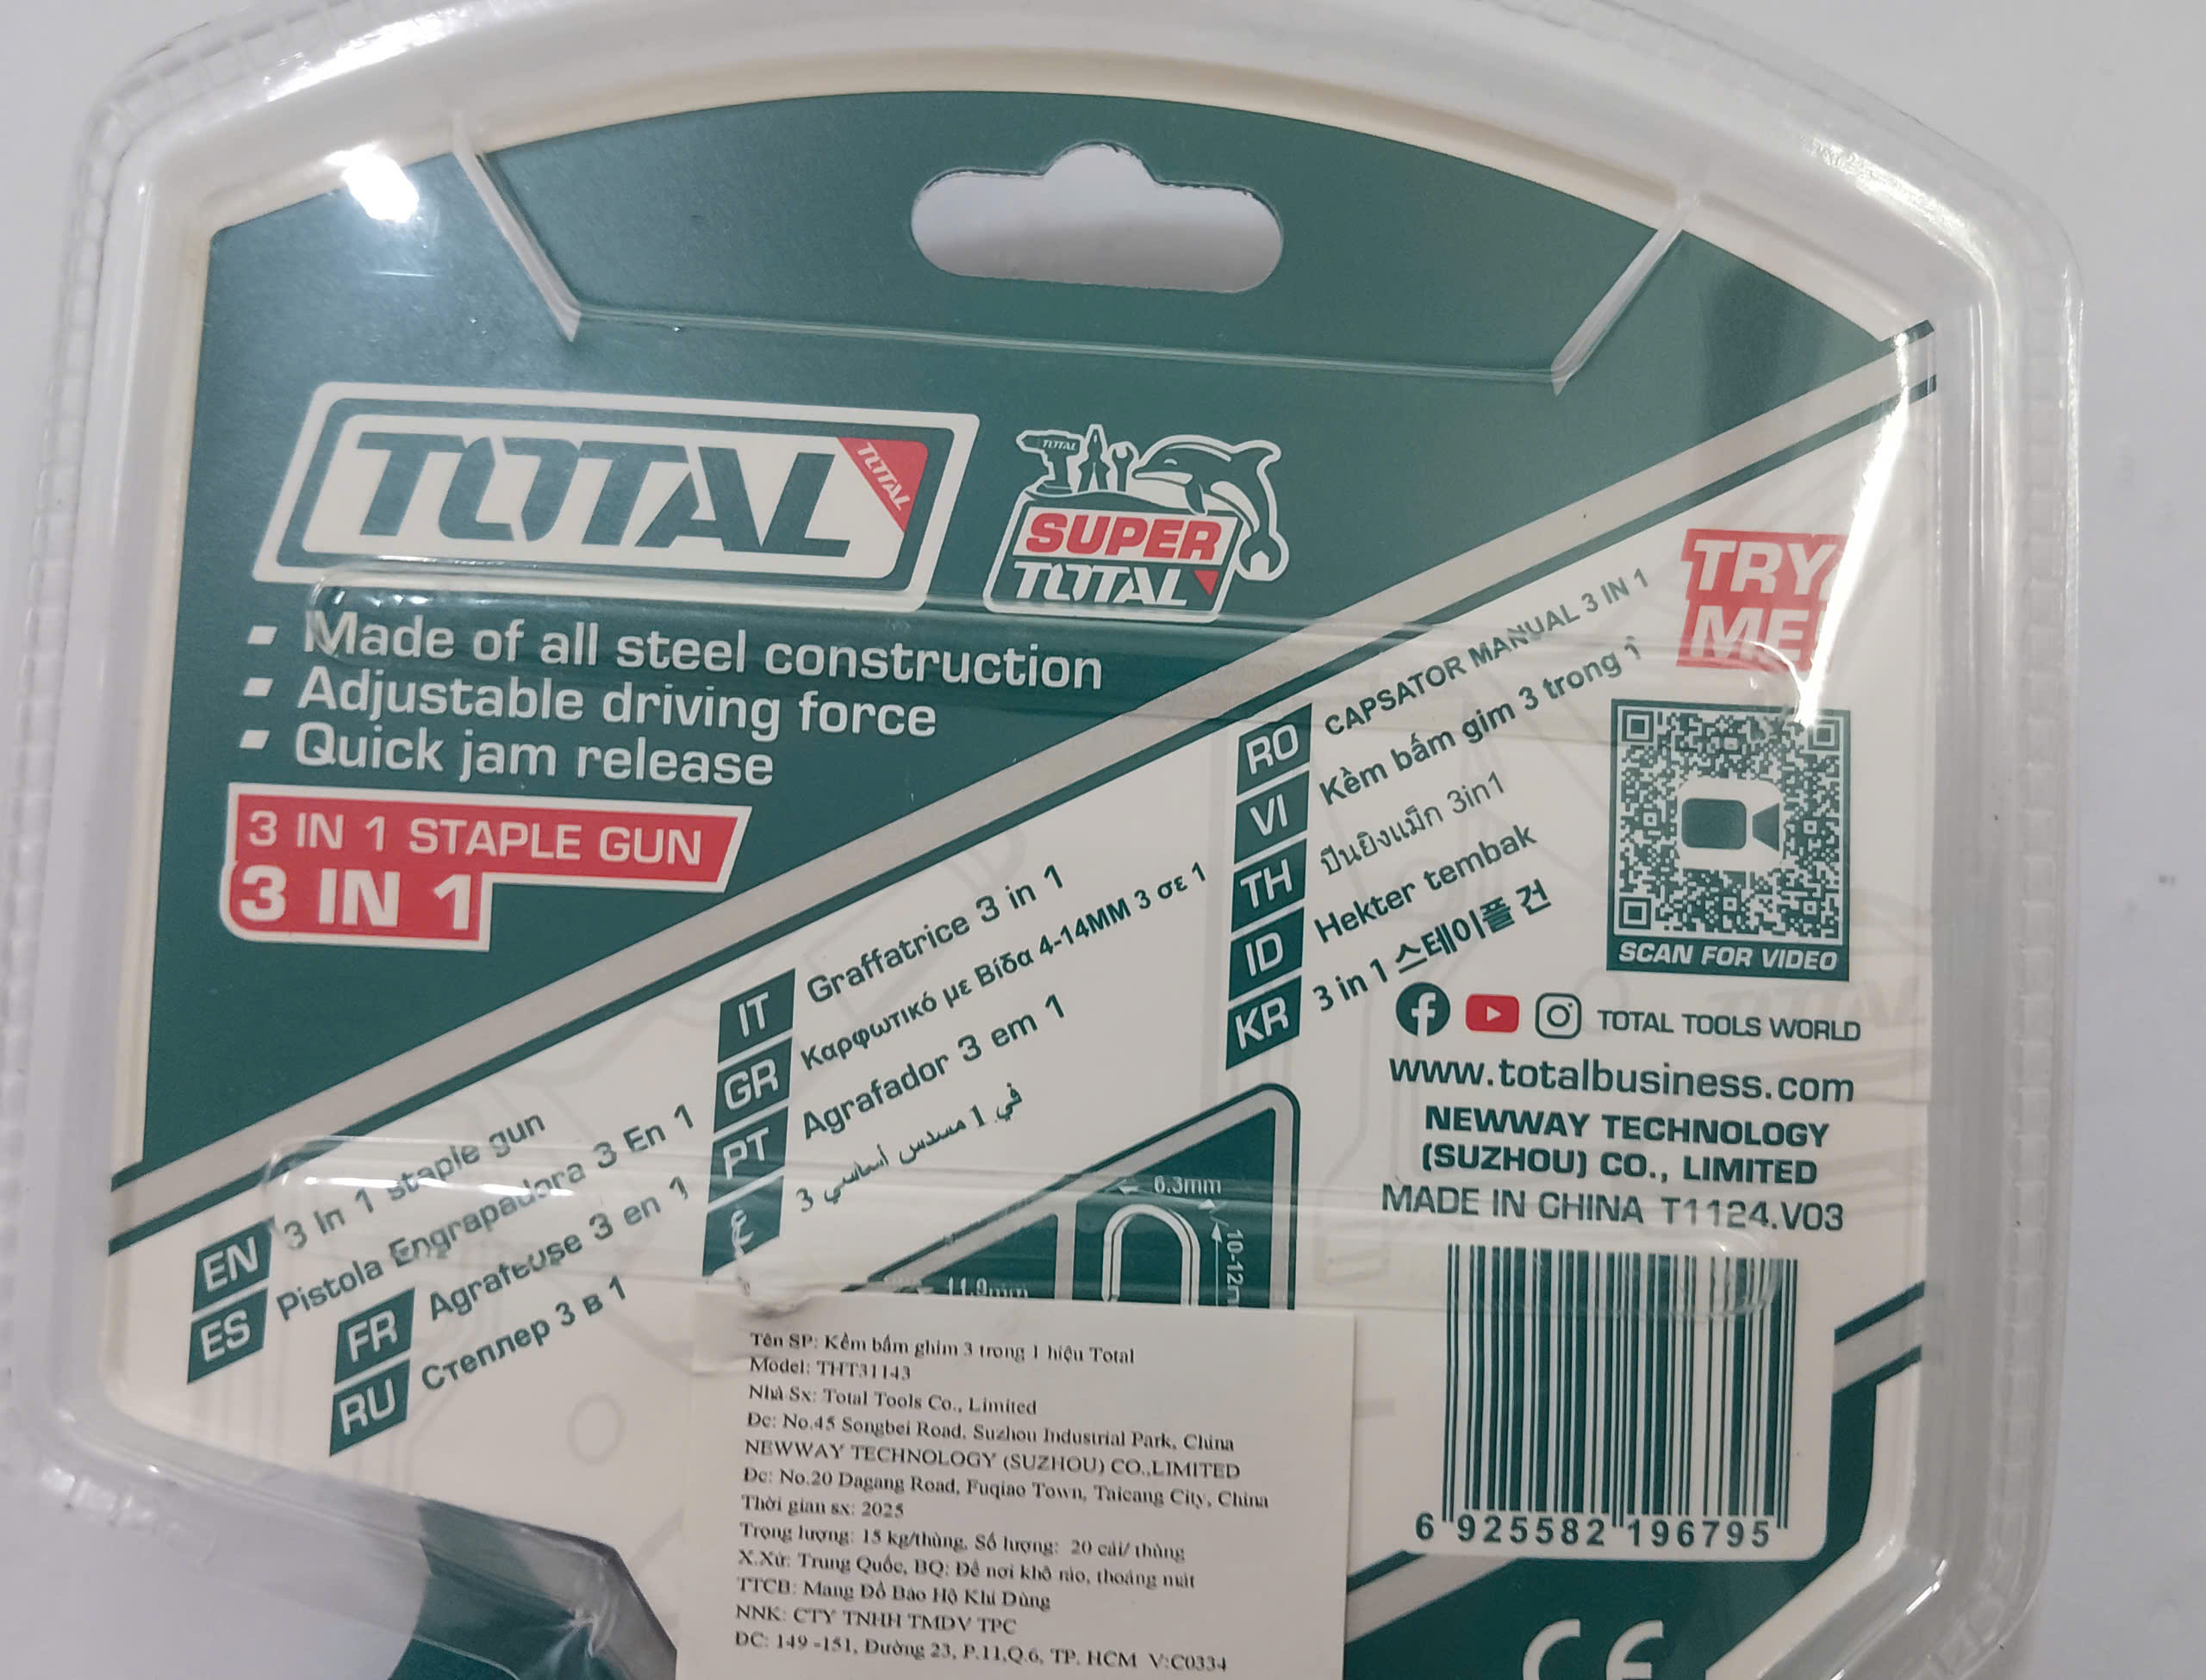 TOTAL
TOTAL
TOTAL
SUPER
TOTAL
Made of all steel construction
Adjustable driving force
Quick jam release
3 IN 1 STAPLE GUN
3 IN 1
EN 3 In 1 staple gun
ES Pistola Engrapadora 3 En 1
FR Agrafeuse 3 en 1
RU Степлер 3 в 1
IT Graffatrice 3 in 1
GR Καρφωτικό με Βίδα 4-14MM 3 σε 1
PT Agrafador 3 em 1
ع 3 في 1 مسدس أساسي
RO CAPSATOR MANUAL 3 IN 1
VI Kèm bấm gim 3 trong 1
TH ปืนยิงแม็ก 3in1
ID Hekter tembak
KR 3 in 1 스테이플 건
TRY
ME
SCAN FOR VIDEO
TOTAL TOOLS WORLD
www.totalbusiness.com
NEWWAY TECHNOLOGY
(SUZHOU) CO., LIMITED
MADE IN CHINA T1124.V03
6.3mm
6 925582 196795
Tên SP: Kềm bấm ghim 3 trong 1 hiệu Total
Model: THT31143
Nhà Sx: Total Tools Co., Limited
Đc: No.45 Songbei Road, Suzhou Industrial Park, China
NEWWAY TECHNOLOGY (SUZHOU) CO.,LIMITED
Đc: No.20 Dagang Road, Fuqiao Town, Taicang City, China
Thời gian sx: 2025
Trọng lượng: 15 kg/thùng, Số lượng: 20 cái/ thùng
X.Xứ: Trung Quốc, BQ: Để nơi khô ráo, thoáng mát
TTCB: Mang Đồ Bảo Hộ Khi Dùng
NNK: CTY TNHH TMDV TPC
ĐC: 149 -151, Đường 23, P.11,Q.6, TP. HCM V:C0334
CE